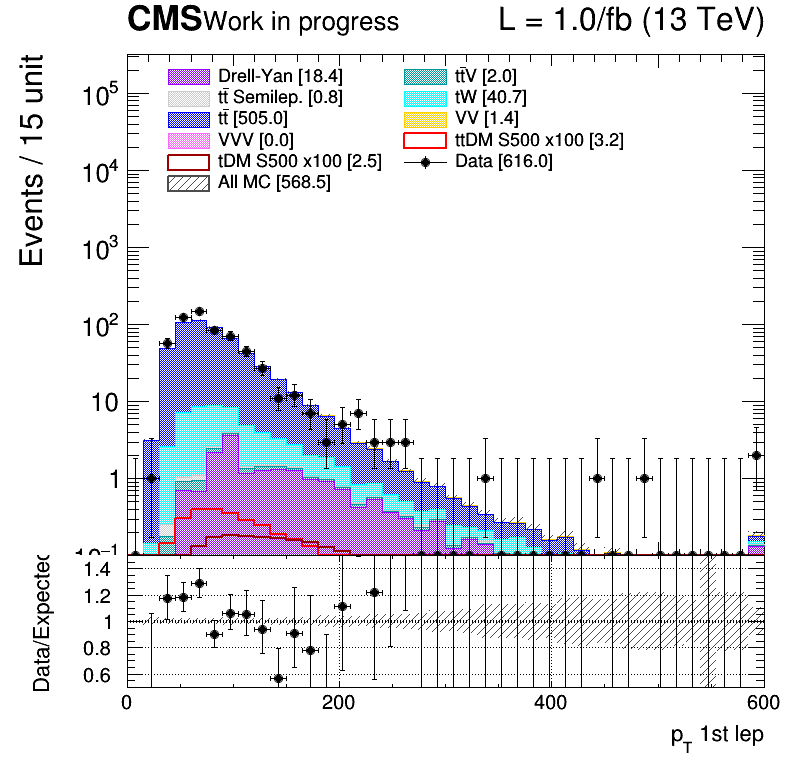 CMS Work in progress L = 1.0/fb (13 TeV)
Events / 15 unit
Drell-Yan [18.4]
tt̄ Semilep. [0.8]
tt̄ [505.0]
VVV [0.0]
tDM S500 x100 [2.5]
All MC [568.5]
tt̄V [2.0]
tW [40.7]
VV [1.4]
ttDM S500 x100 [3.2]
Data [616.0]
10⁵
10⁴
10³
10²
10
1
10⁻¹
Data/Expected
1.4
1.2
1
0.8
0.6
0 200 400 600
p_T 1st lep